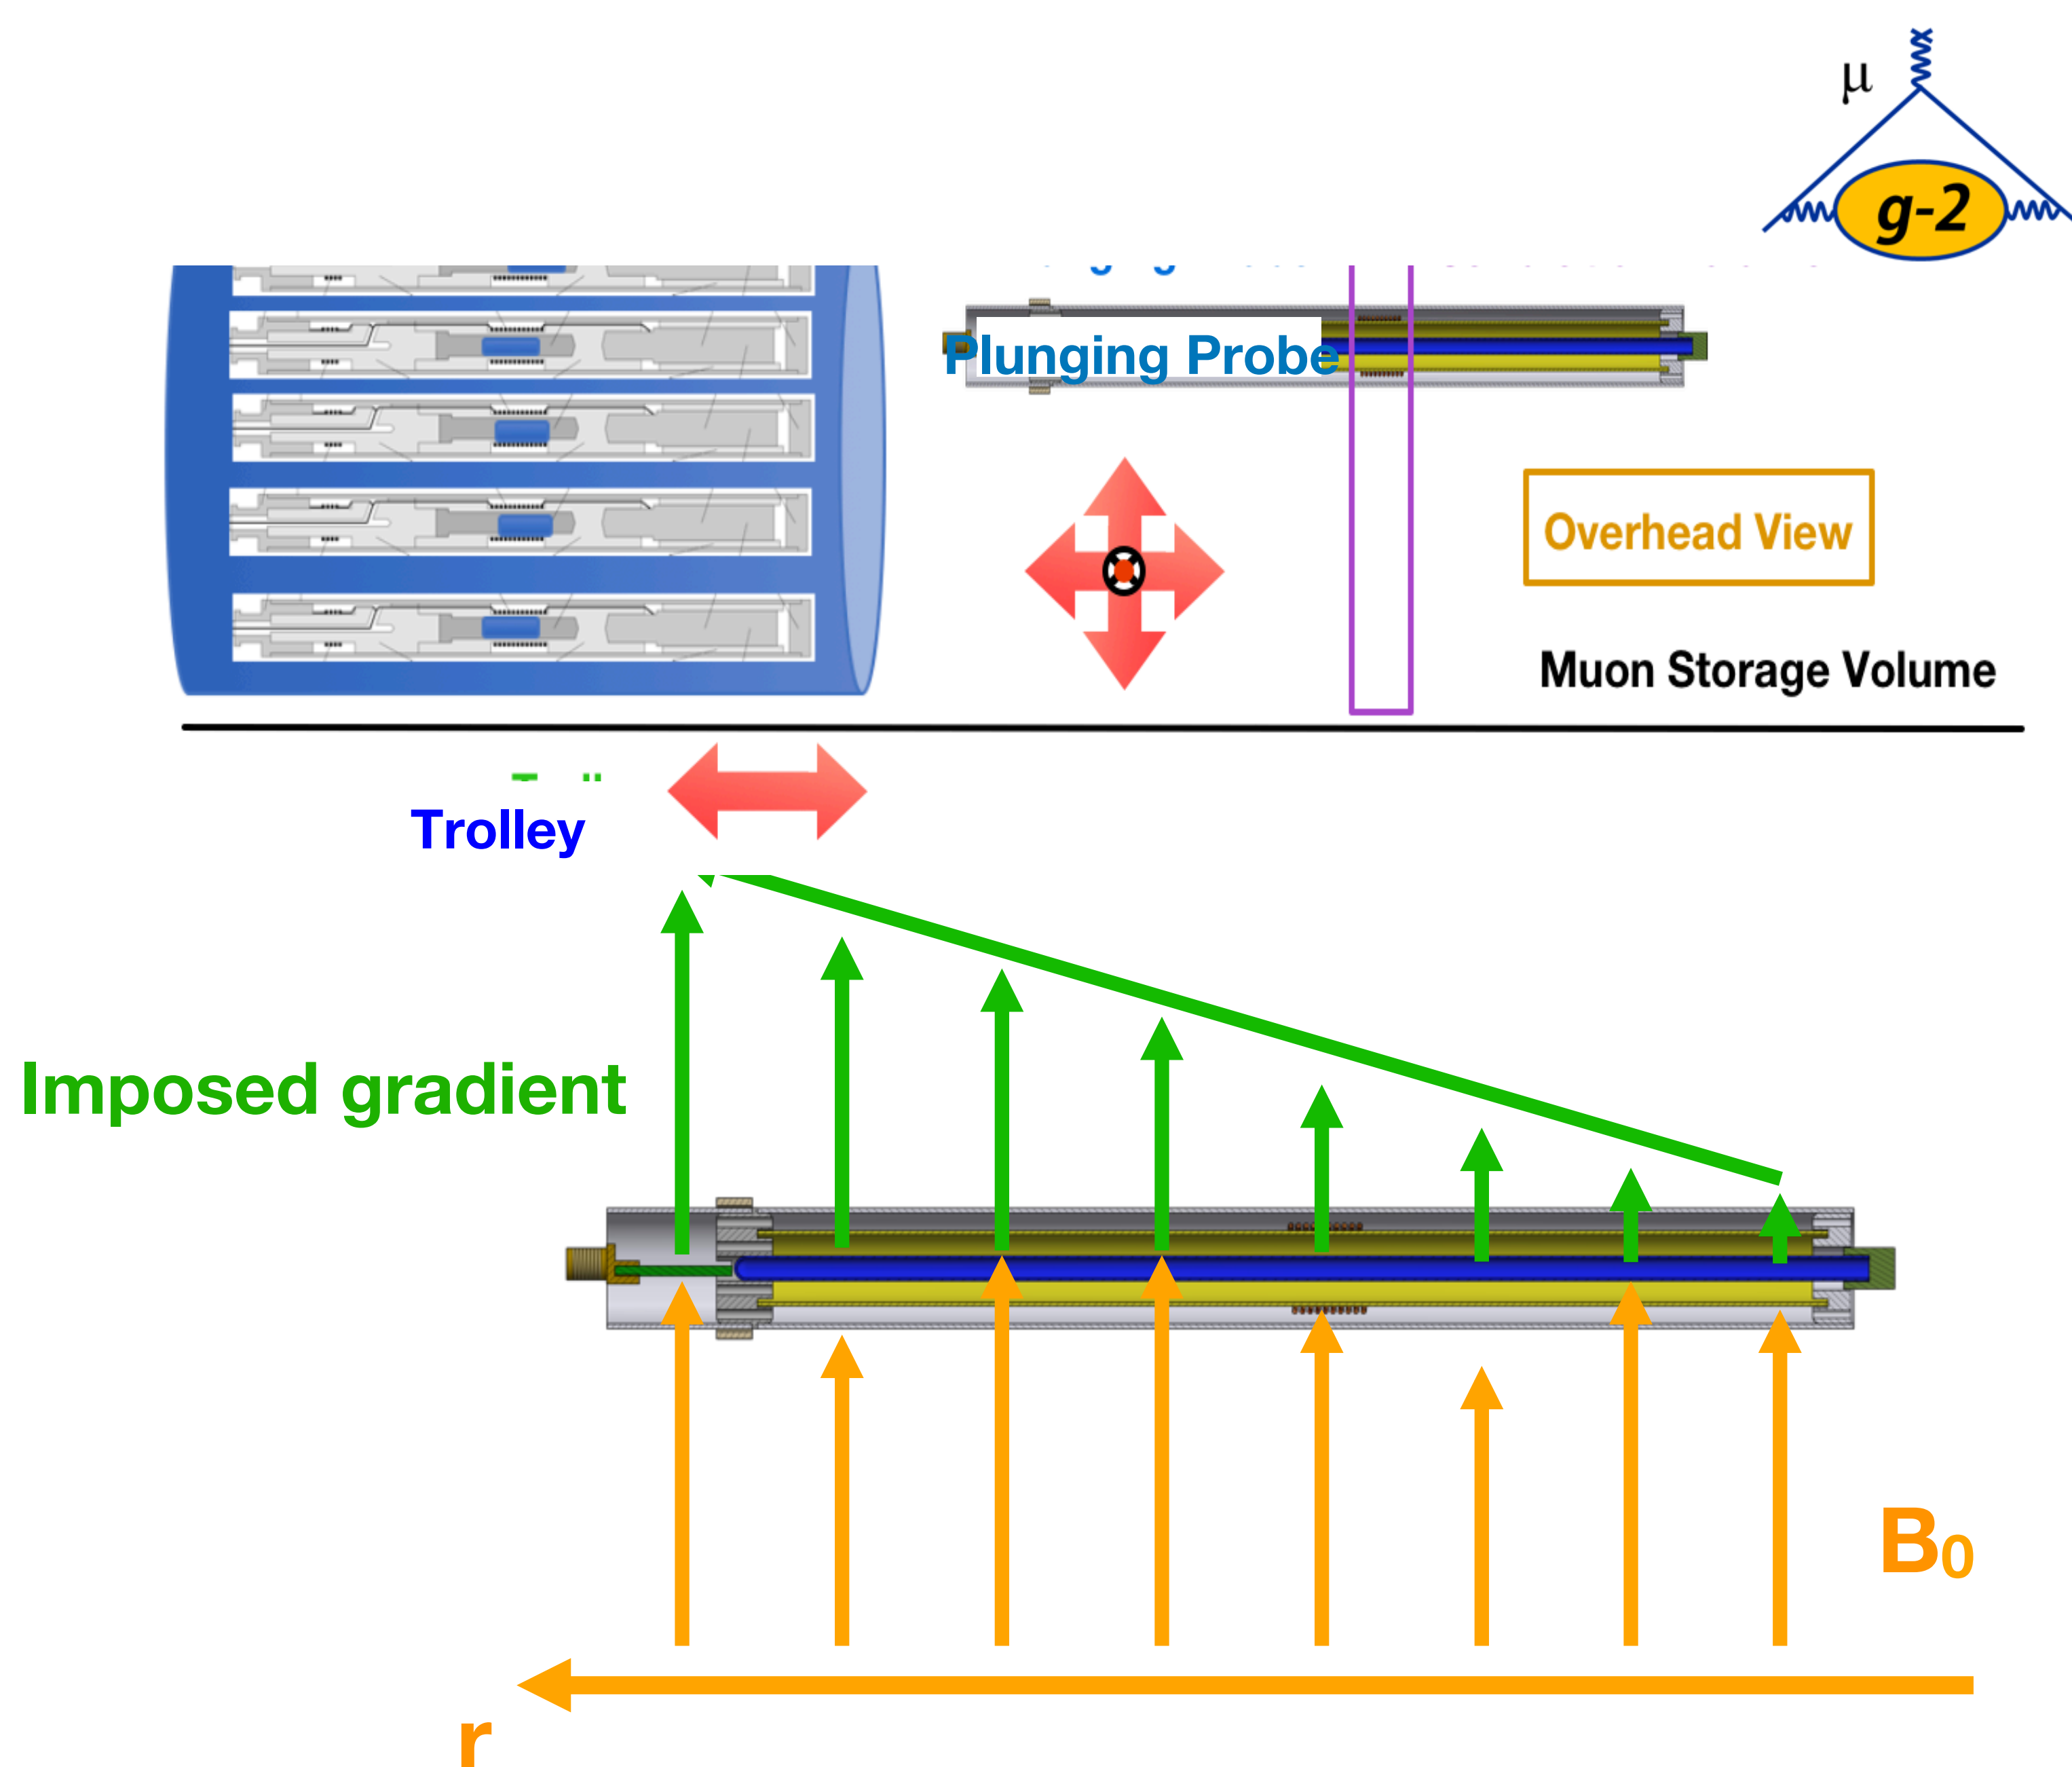 μ
g-2
Plunging Probe
Overhead View
Muon Storage Volume
Trolley
Imposed gradient
B₀
r